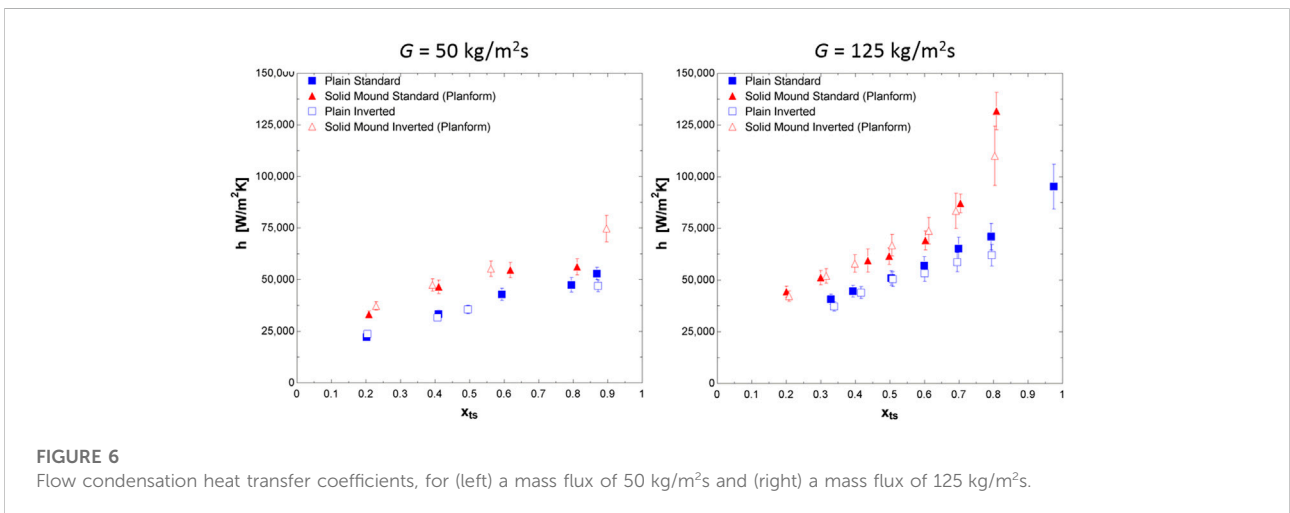 G = 50 kg/m²s
150,000
125,000
100,000
75,000
50,000
25,000
0
h [W/m²K]
Plain Standard
Solid Mound Standard (Planform)
Plain Inverted
Solid Mound Inverted (Planform)
0 0.1 0.2 0.3 0.4 0.5 0.6 0.7 0.8 0.9 1
xts
G = 125 kg/m²s
150,000
125,000
100,000
75,000
50,000
25,000
0
h [W/m²K]
Plain Standard
Solid Mound Standard (Planform)
Plain Inverted
Solid Mound Inverted (Planform)
0 0.1 0.2 0.3 0.4 0.5 0.6 0.7 0.8 0.9 1
xts
FIGURE 6
Flow condensation heat transfer coefficients, for (left) a mass flux of 50 kg/m²s and (right) a mass flux of 125 kg/m²s.